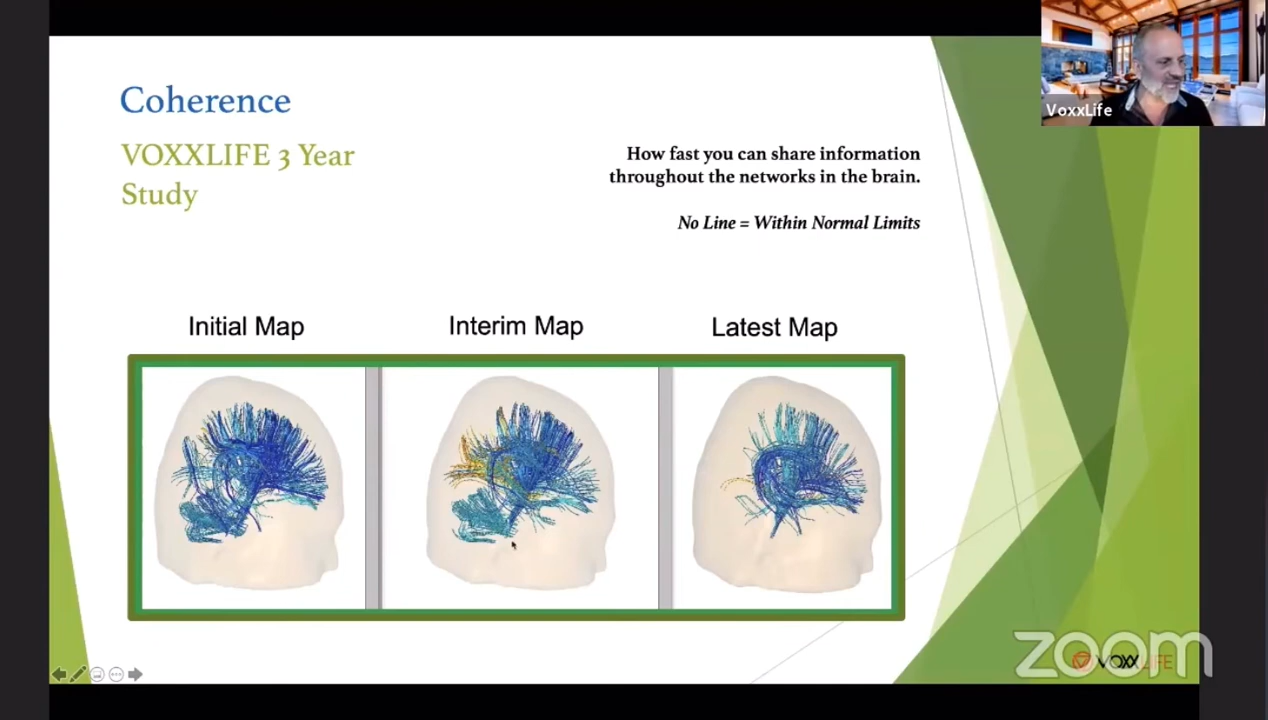 Coherence
VOXXLIFE 3 Year
Study
How fast you can share information
throughout the networks in the brain.
No Line = Within Normal Limits
VoxxLife
Initial Map
Interim Map
Latest Map
zoom
VOXXLIFE